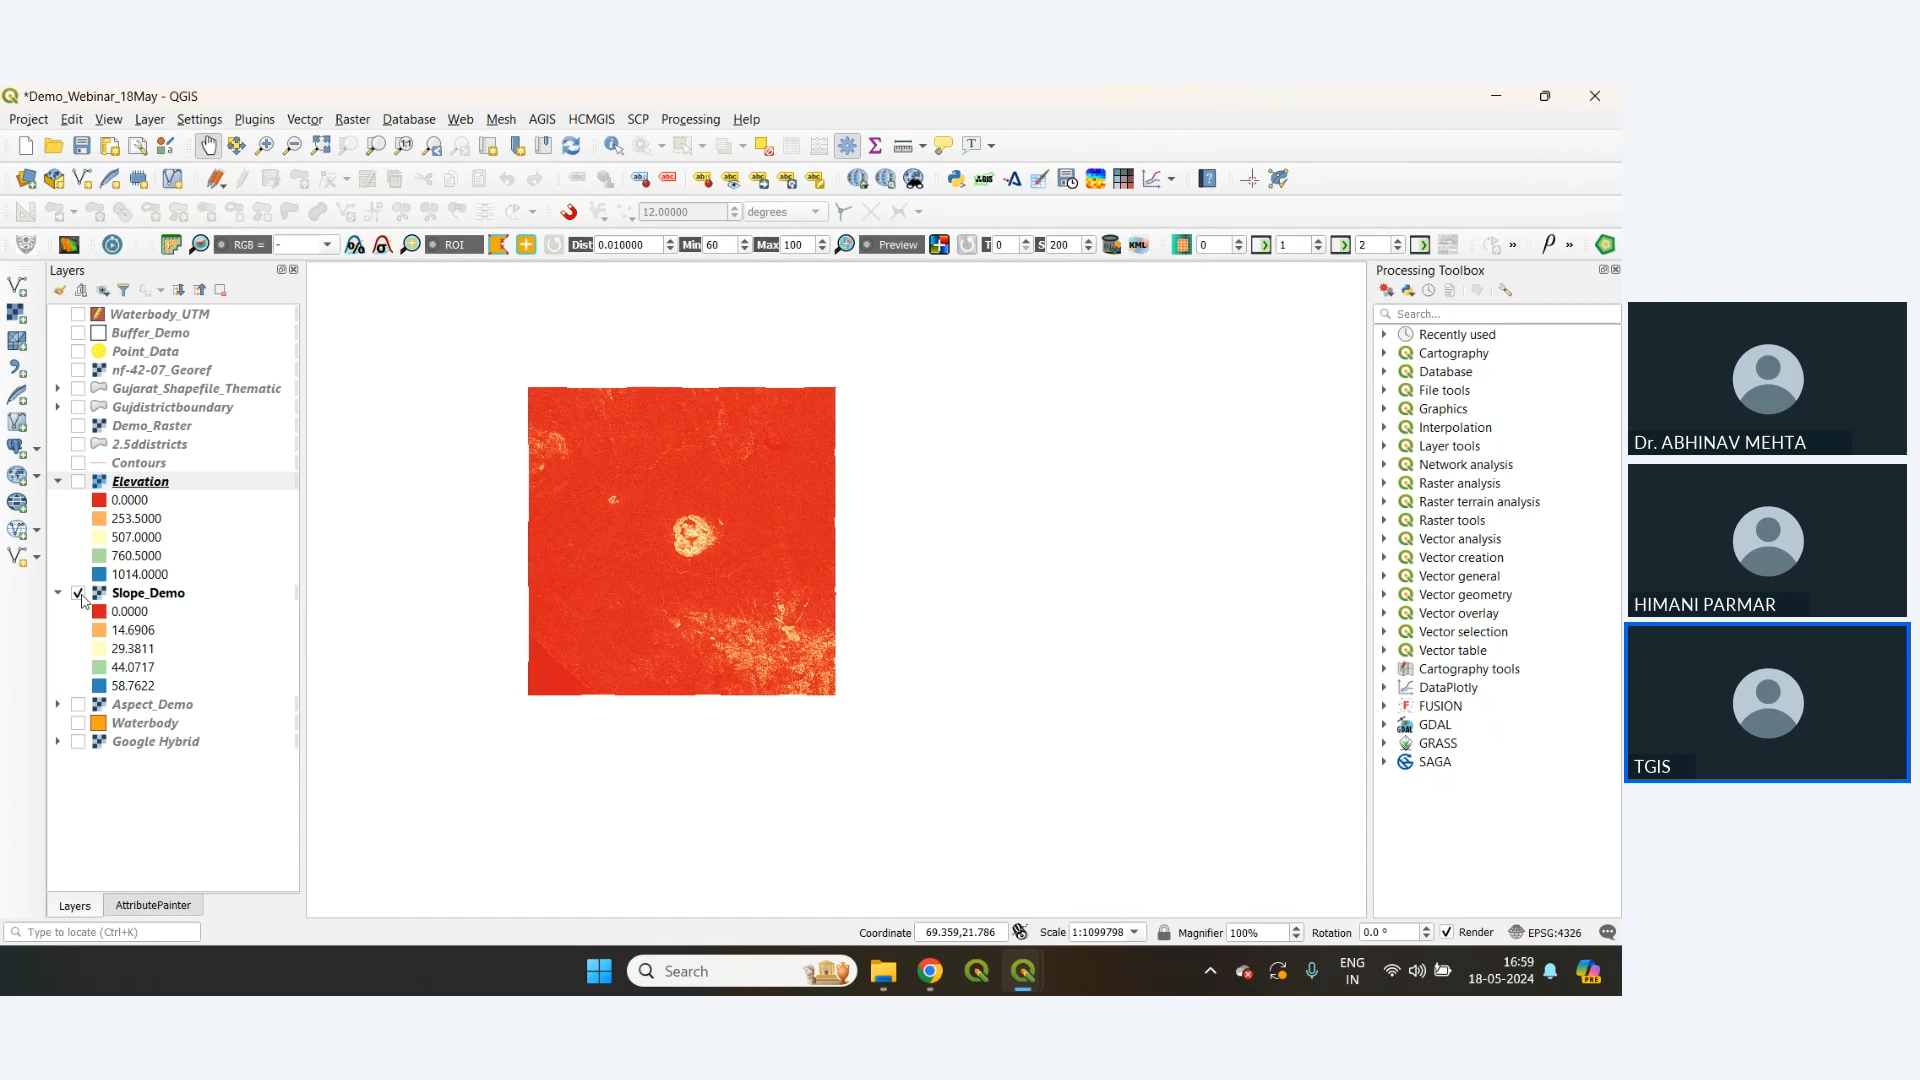 *Demo_Webinar_18May - QGIS
Project Edit View Layer Settings Plugins Vector Raster Database Web Mesh AGIS HCMGIS SCP Processing Help
12.00000 degrees
RGB = - ROI Dist 0.010000 Min 60 Max 100 Preview T 0 S 200 KML 0 1 2 » »
Layers
Waterbody_UTM
Buffer_Demo
Point_Data
nf-42-07_Georef
Gujarat_Shapefile_Thematic
Gujdistrictboundary
Demo_Raster
2.5ddistricts
Contours
Elevation
0.0000
253.5000
507.0000
760.5000
1014.0000
Slope_Demo
0.0000
14.6906
29.3811
44.0717
58.7622
Aspect_Demo
Waterbody
Google Hybrid
Layers AttributePainter
Processing Toolbox
Search...
Recently used
Cartography
Database
File tools
Graphics
Interpolation
Layer tools
Network analysis
Raster analysis
Raster terrain analysis
Raster tools
Vector analysis
Vector creation
Vector general
Vector geometry
Vector overlay
Vector selection
Vector table
Cartography tools
DataPlotly
FUSION
GDAL
GRASS
SAGA
Dr. ABHINAV MEHTA
HIMANI PARMAR
TGIS
Type to locate (Ctrl+K) Coordinate 69.359,21.786 Scale 1:1099798 Magnifier 100% Rotation 0.0 ° Render EPSG:4326
Search
ENG
IN
16:59
18-05-2024
PRE